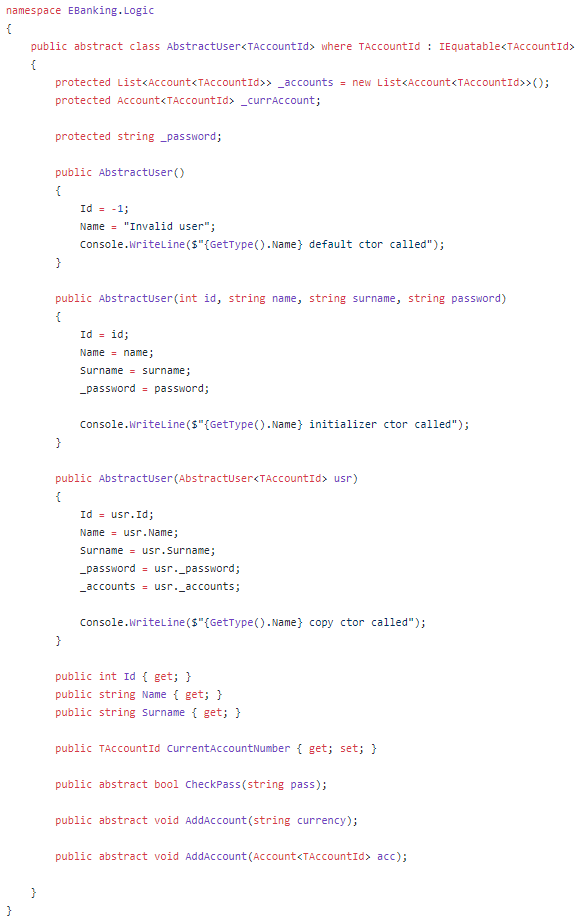 namespace EBanking.Logic
{
    public abstract class AbstractUser<TAccountId> where TAccountId : IEquatable<TAccountId>
    {
        protected List<Account<TAccountId>> _accounts = new List<Account<TAccountId>>();
        protected Account<TAccountId> _currAccount;

        protected string _password;

        public AbstractUser()
        {
            Id = -1;
            Name = "Invalid user";
            Console.WriteLine($"{GetType().Name} default ctor called");
        }

        public AbstractUser(int id, string name, string surname, string password)
        {
            Id = id;
            Name = name;
            Surname = surname;
            _password = password;

            Console.WriteLine($"{GetType().Name} initializer ctor called");
        }

        public AbstractUser(AbstractUser<TAccountId> usr)
        {
            Id = usr.Id;
            Name = usr.Name;
            Surname = usr.Surname;
            _password = usr._password;
            _accounts = usr._accounts;

            Console.WriteLine($"{GetType().Name} copy ctor called");
        }

        public int Id { get; }
        public string Name { get; }
        public string Surname { get; }

        public TAccountId CurrentAccountNumber { get; set; }

        public abstract bool CheckPass(string pass);

        public abstract void AddAccount(string currency);

        public abstract void AddAccount(Account<TAccountId> acc);

    }
}